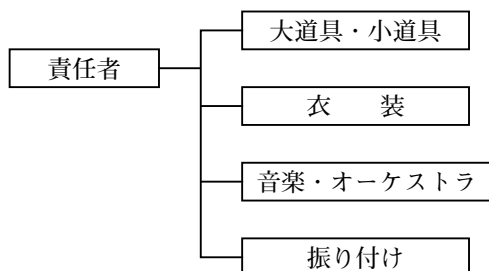 大道具・小道具
責任者
衣　　装
音楽・オーケストラ
振り付け